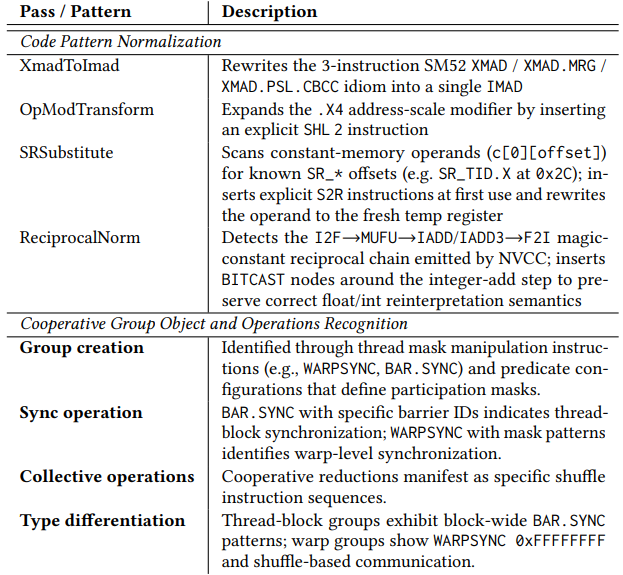 Pass / Pattern Description
Code Pattern Normalization
XmadToImad Rewrites the 3-instruction SM52 XMAD / XMAD.MRG /
XMAD.PSL.CBCC idiom into a single IMAD
OpModTransform Expands the .X4 address-scale modifier by inserting
an explicit SHL 2 instruction
SRSubstitute Scans constant-memory operands (c[0][offset])
for known SR_* offsets (e.g. SR_TID.X at 0x2C); in-
serts explicit S2R instructions at first use and rewrites
the operand to the fresh temp register
ReciprocalNorm Detects the I2F→MUFU→IADD/IADD3→F2I magic-
constant reciprocal chain emitted by NVCC; inserts
BITCAST nodes around the integer-add step to pre-
serve correct float/int reinterpretation semantics
Cooperative Group Object and Operations Recognition
Group creation Identified through thread mask manipulation instruc-
tions (e.g., WARPSYNC, BAR.SYNC) and predicate con-
figurations that define participation masks.
Sync operation BAR.SYNC with specific barrier IDs indicates thread-
block synchronization; WARPSYNC with mask patterns
identifies warp-level synchronization.
Collective operations Cooperative reductions manifest as specific shuffle
instruction sequences.
Type differentiation Thread-block groups exhibit block-wide BAR.SYNC
patterns; warp groups show WARPSYNC 0xFFFFFFFF
and shuffle-based communication.